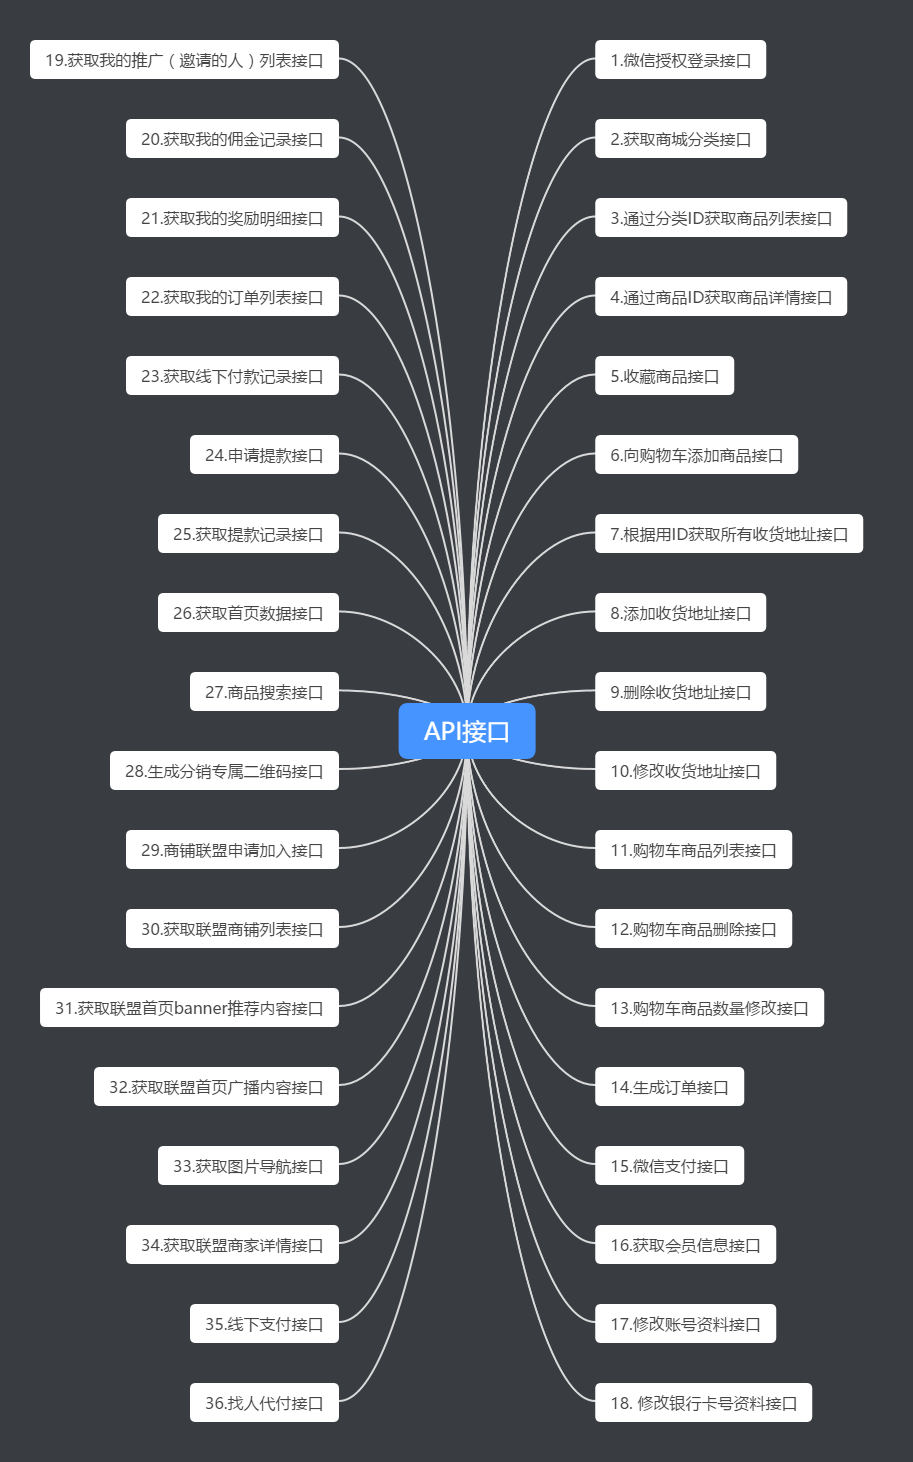 API接口
1.微信授权登录接口
2.获取商城分类接口
3.通过分类ID获取商品列表接口
4.通过商品ID获取商品详情接口
5.收藏商品接口
6.向购物车添加商品接口
7.根据用ID获取所有收货地址接口
8.添加收货地址接口
9.删除收货地址接口
10.修改收货地址接口
11.购物车商品列表接口
12.购物车商品删除接口
13.购物车商品数量修改接口
14.生成订单接口
15.微信支付接口
16.获取会员信息接口
17.修改账号资料接口
18. 修改银行卡号资料接口
19.获取我的推广（邀请的人）列表接口
20.获取我的佣金记录接口
21.获取我的奖励明细接口
22.获取我的订单列表接口
23.获取线下付款记录接口
24.申请提款接口
25.获取提款记录接口
26.获取首页数据接口
27.商品搜索接口
28.生成分销专属二维码接口
29.商铺联盟申请加入接口
30.获取联盟商铺列表接口
31.获取联盟首页banner推荐内容接口
32.获取联盟首页广播内容接口
33.获取图片导航接口
34.获取联盟商家详情接口
35.线下支付接口
36.找人代付接口